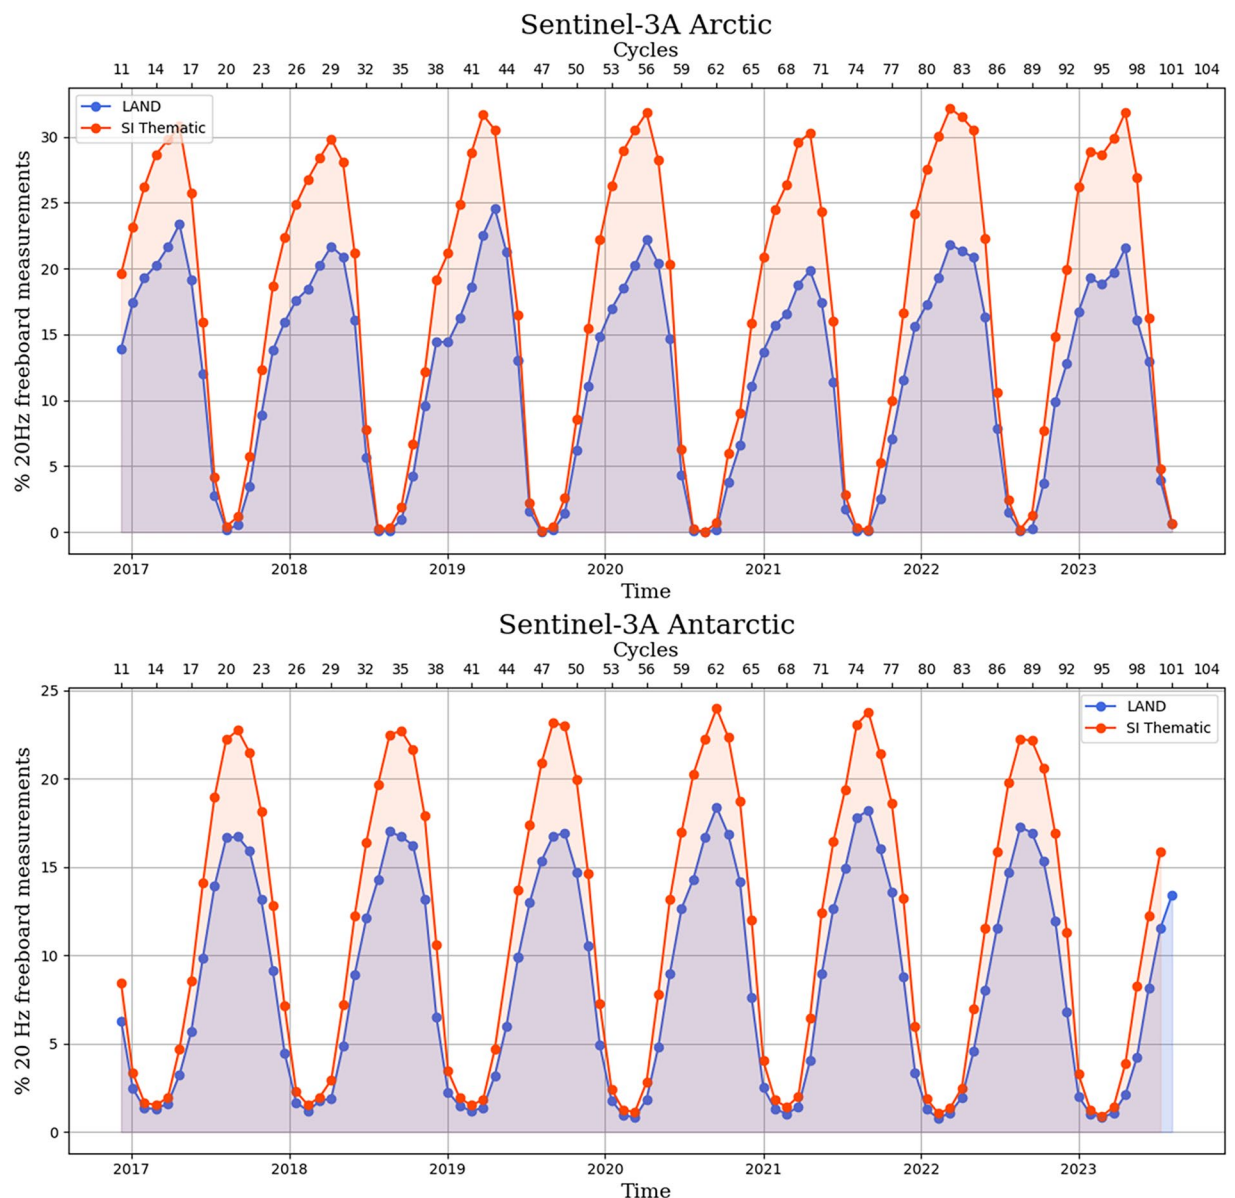 Sentinel-3A Arctic
Cycles
11 14 17 20 23 26 29 32 35 38 41 44 47 50 53 56 59 62 65 68 71 74 77 80 83 86 89 92 95 98 101 104
LAND
SI Thematic
% 20Hz freeboard measurements
30
25
20
15
10
5
0
2017 2018 2019 2020 2021 2022 2023
Time
Sentinel-3A Antarctic
Cycles
11 14 17 20 23 26 29 32 35 38 41 44 47 50 53 56 59 62 65 68 71 74 77 80 83 86 89 92 95 98 101 104
LAND
SI Thematic
% 20 Hz freeboard measurements
25
20
15
10
5
0
2017 2018 2019 2020 2021 2022 2023
Time